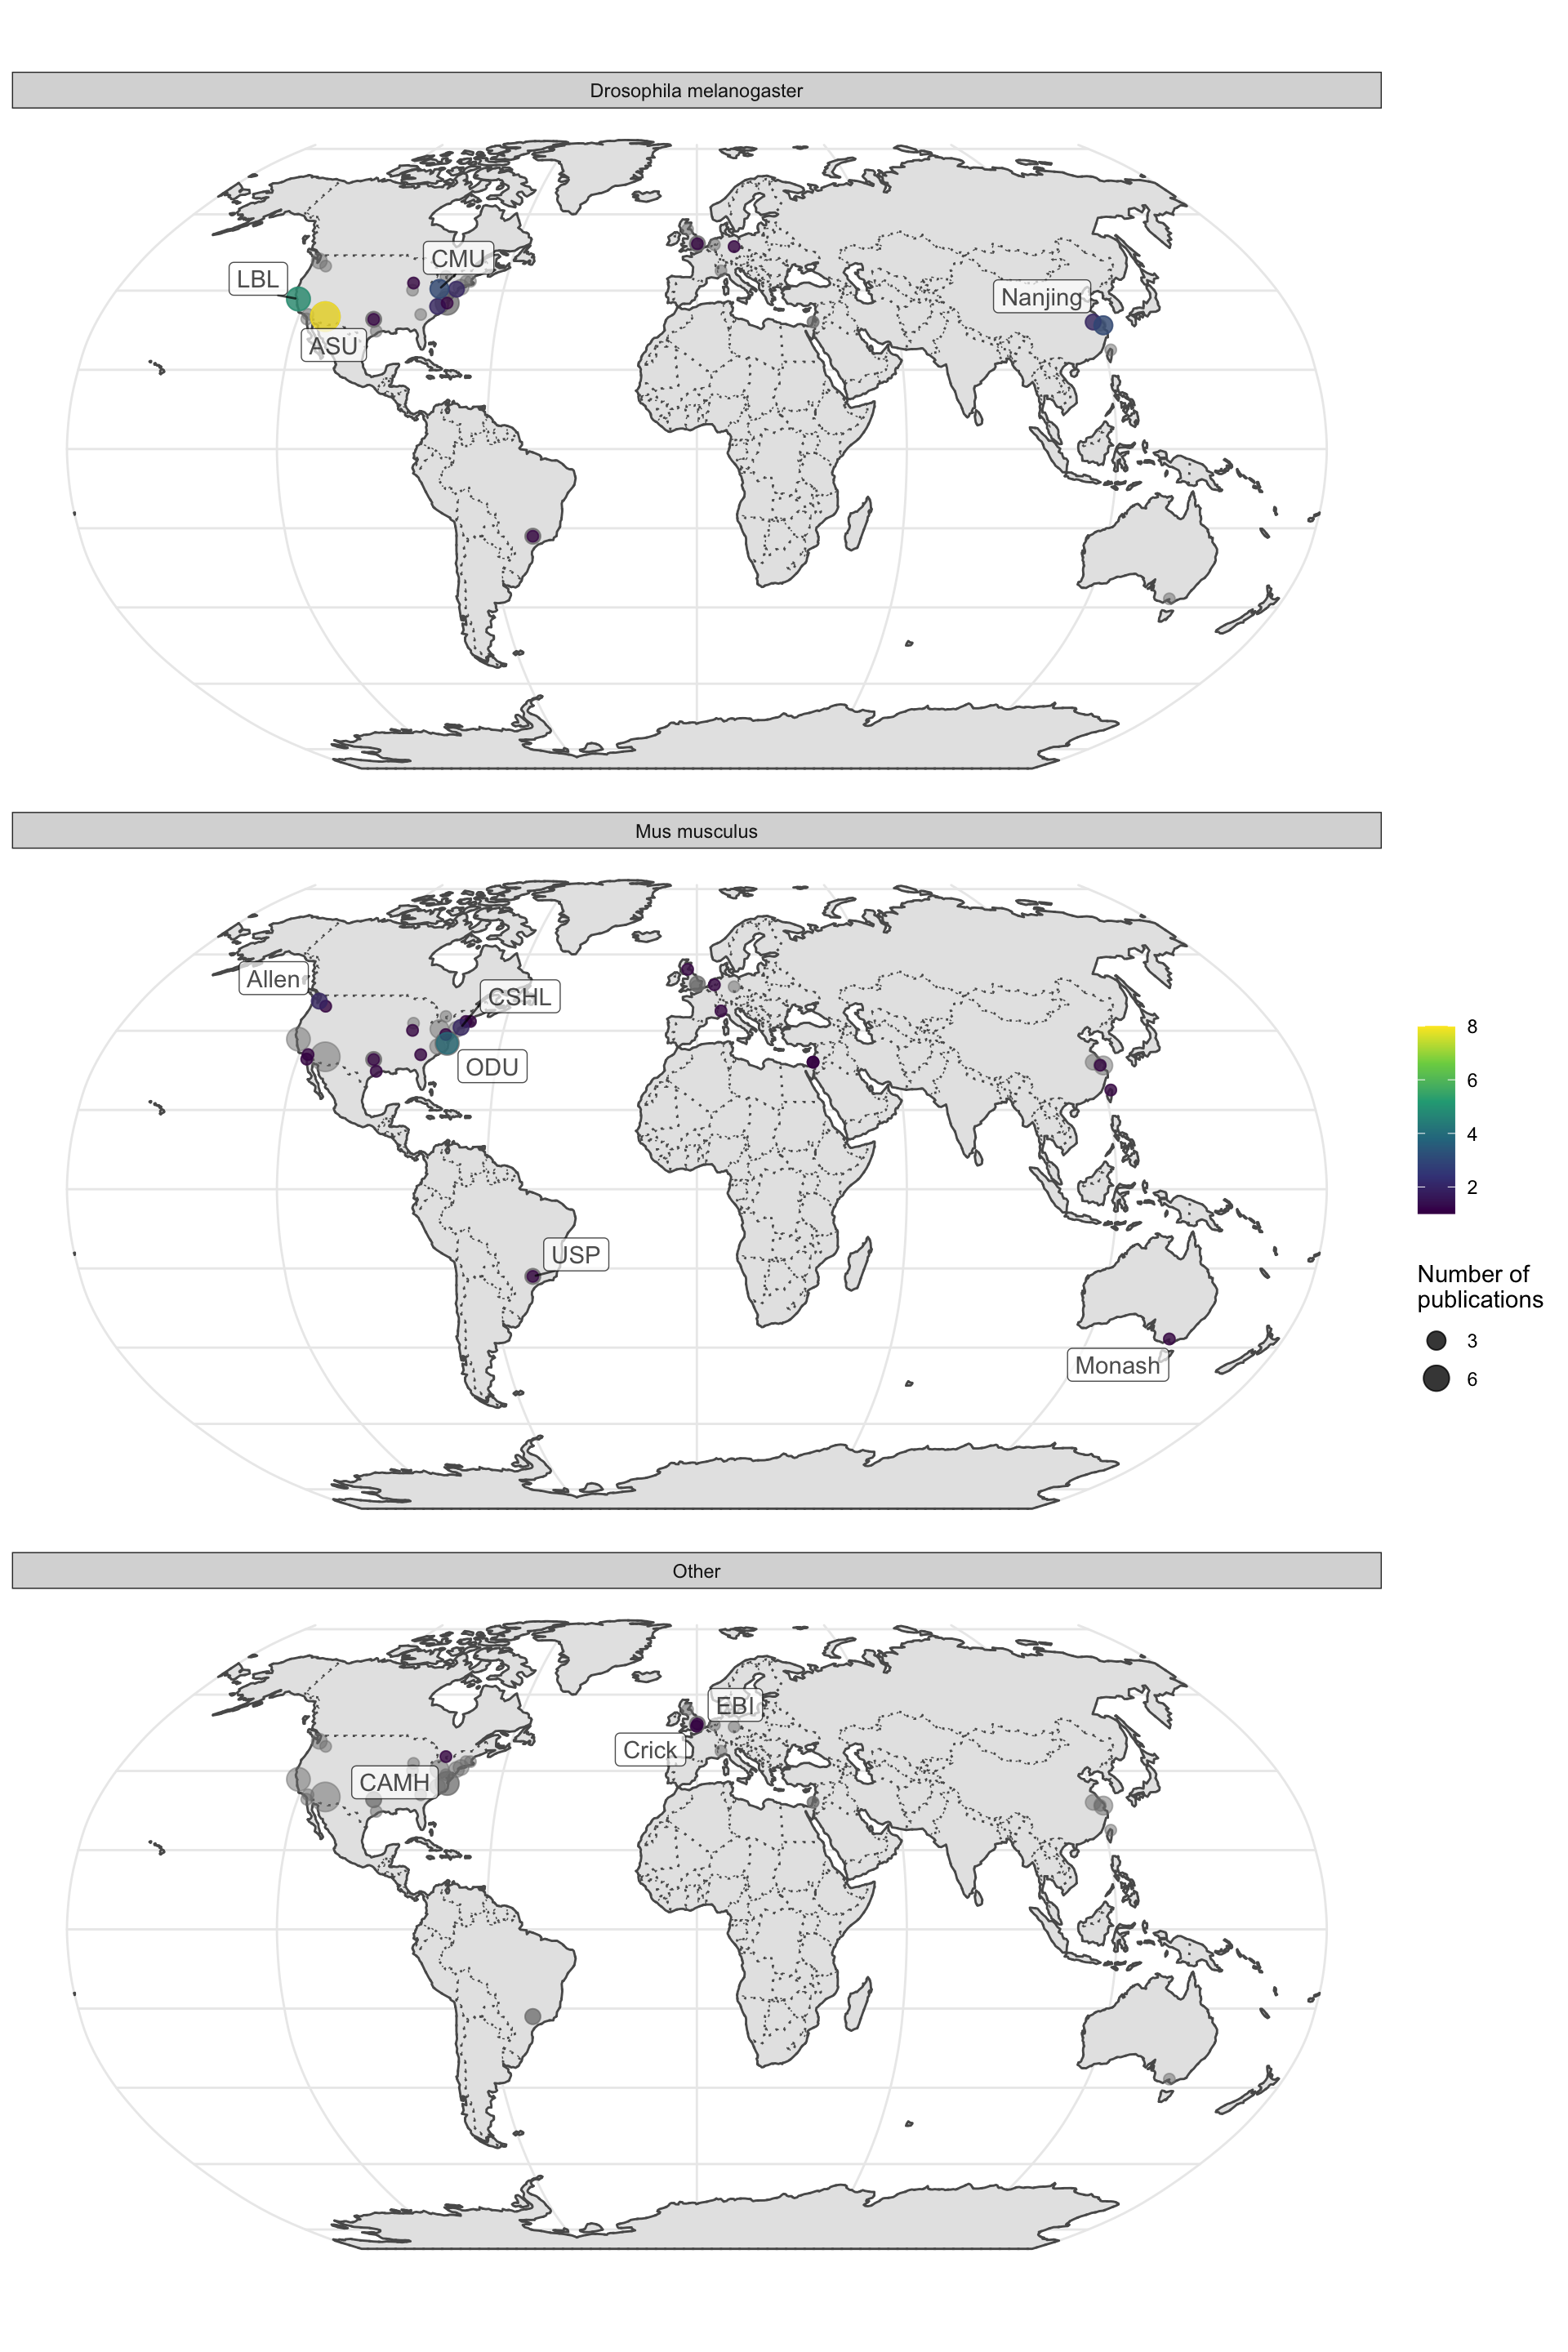 Drosophila melanogaster
CMU
LBL
Nanjing
ASU
Mus musculus
Allen
CSHL
ODU
USP
Monash
8
6
4
2
Number of
publications
3
6
Other
EBI
Crick
CAMH